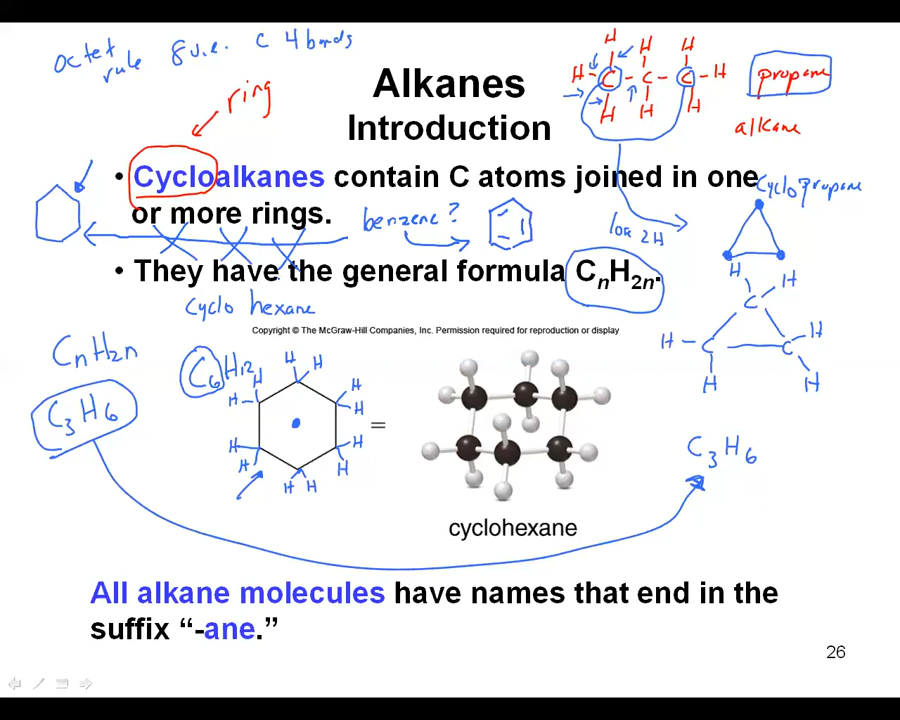 octet rule 8 v.e. C 4 bonds
H H H
H - C - C - C - H
H H H
propane
alkane
Alkanes
Introduction
ring
• Cycloalkanes contain C atoms joined in one
or more rings.
cyclopropane
benzene?
lose 2H
• They have the general formula CnH2n.
cyclo hexane
Copyright © The McGraw-Hill Companies, Inc. Permission required for reproduction or display
H H
C
H C C H
H H
CnH2n
C6H12
C3H6
H H
H H
H H
H H
H H
H H
=
C3H6
cyclohexane
All alkane molecules have names that end in the
suffix “-ane.”
26